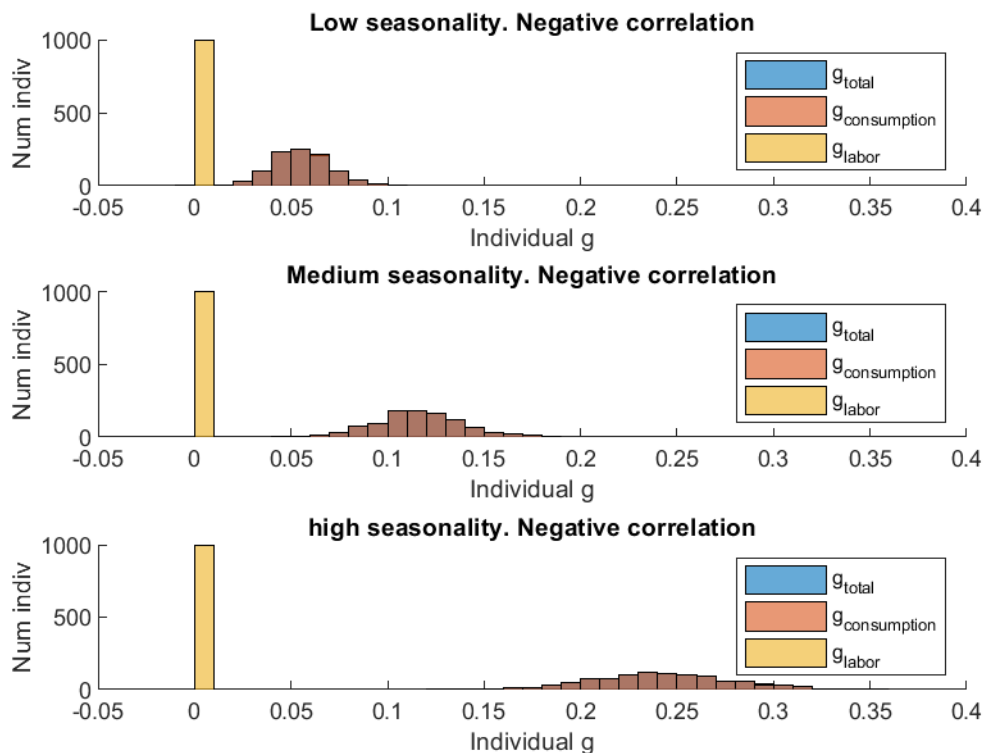 Low seasonality. Negative correlation
1000
500
0
Num indiv
-0.05 0 0.05 0.1 0.15 0.2 0.25 0.3 0.35 0.4
Individual g
g_total
g_consumption
g_labor
Medium seasonality. Negative correlation
1000
500
0
Num indiv
-0.05 0 0.05 0.1 0.15 0.2 0.25 0.3 0.35 0.4
Individual g
g_total
g_consumption
g_labor
high seasonality. Negative correlation
1000
500
0
Num indiv
-0.05 0 0.05 0.1 0.15 0.2 0.25 0.3 0.35 0.4
Individual g
g_total
g_consumption
g_labor